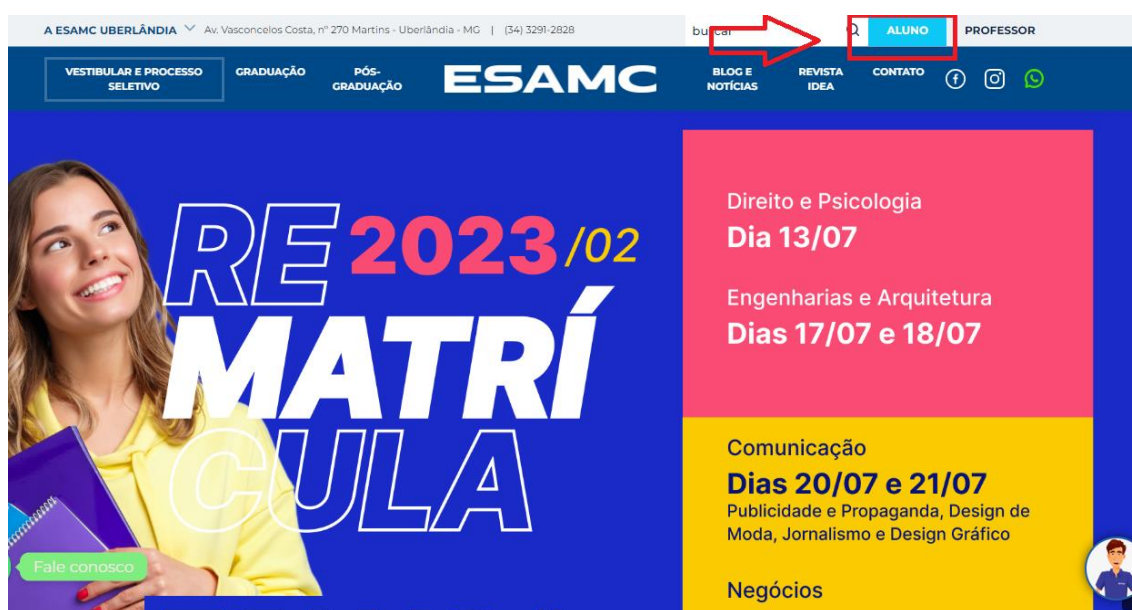 A ESAMC UBERLÂNDIA Av. Vasconcelos Costa, nº 270 Martins - Uberlândia - MG | (34) 3291-2828 buscar ALUNO PROFESSOR
VESTIBULAR E PROCESSO
SELETIVO
GRADUAÇÃO
PÓS-
GRADUAÇÃO
ESAMC
BLOG E
NOTÍCIAS
REVISTA
IDEA
CONTATO
RE 2023/02
MATRÍ
CULA
Direito e Psicologia
Dia 13/07
Engenharias e Arquitetura
Dias 17/07 e 18/07
Comunicação
Dias 20/07 e 21/07
Publicidade e Propaganda, Design de
Moda, Jornalismo e Design Gráfico
Negócios
Fale conosco